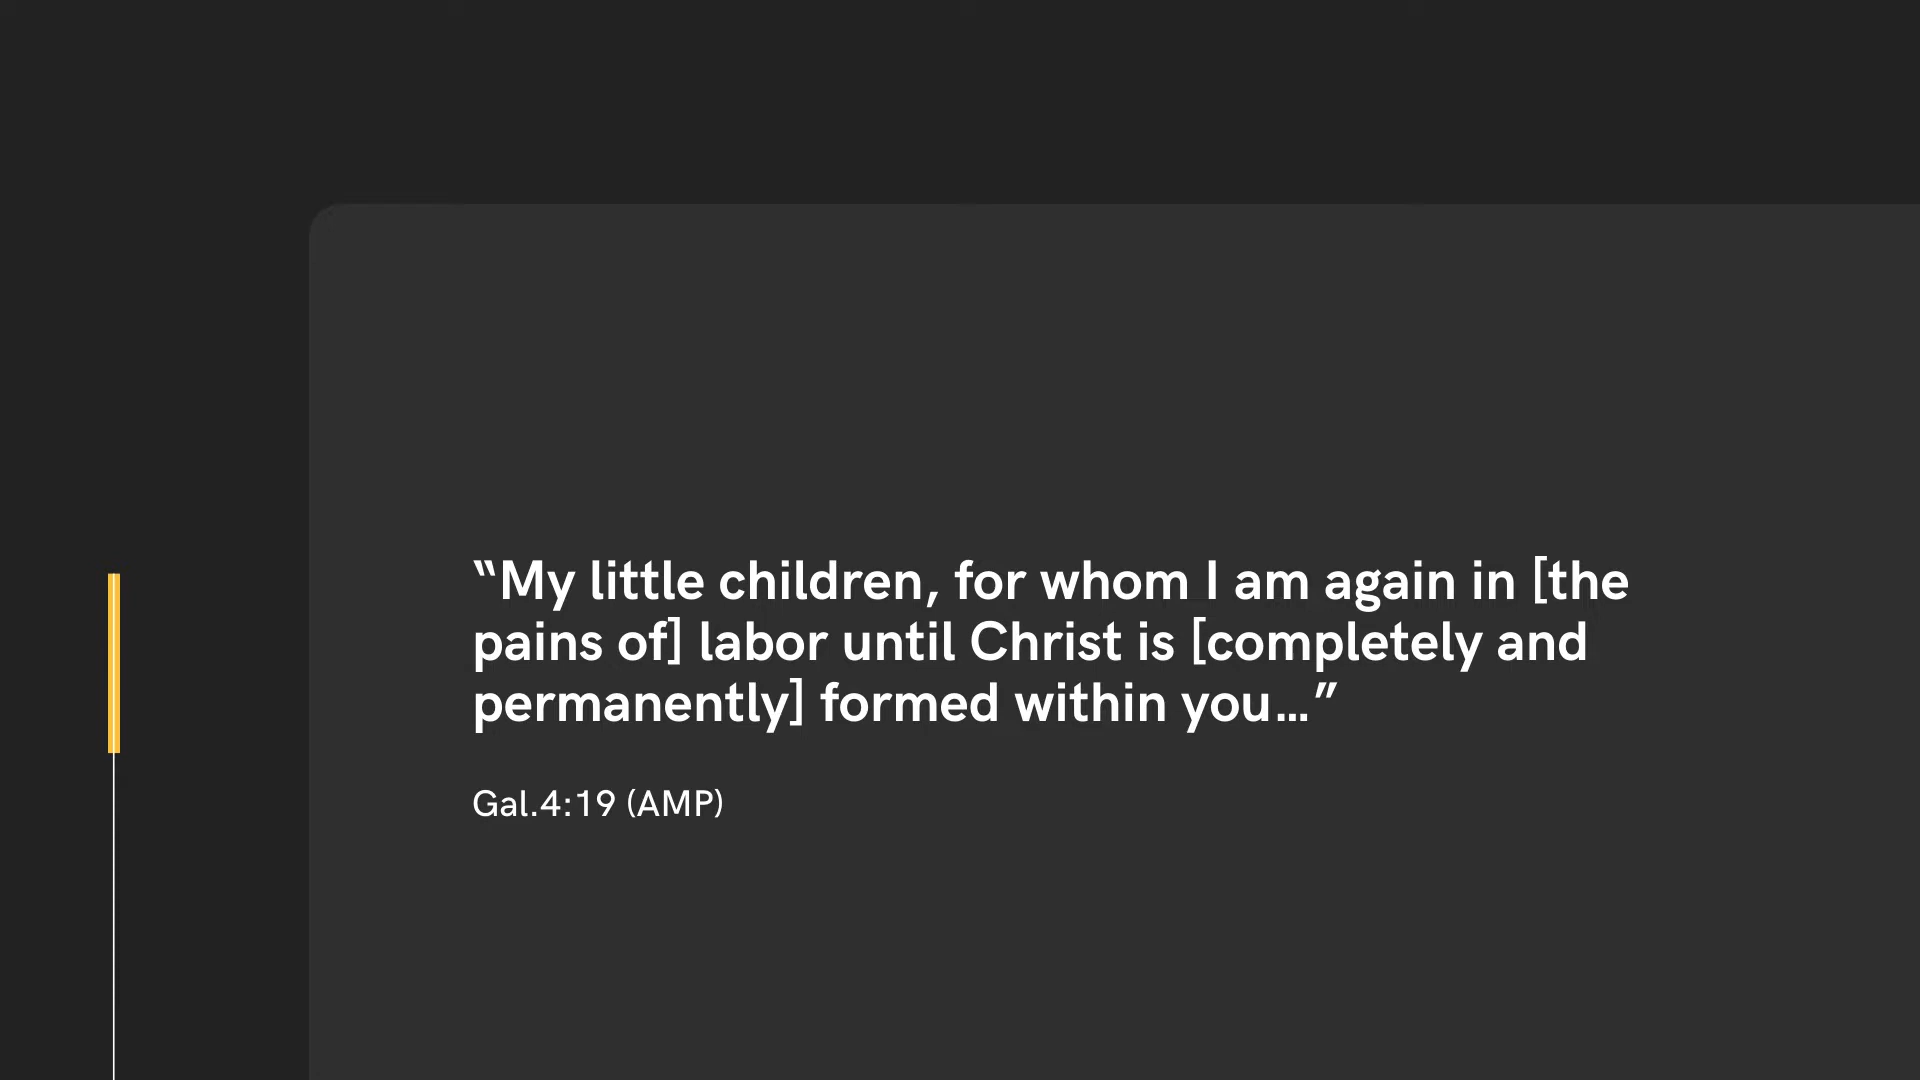 “My little children, for whom I am again in [the
pains of] labor until Christ is [completely and
permanently] formed within you…”
Gal.4:19 (AMP)